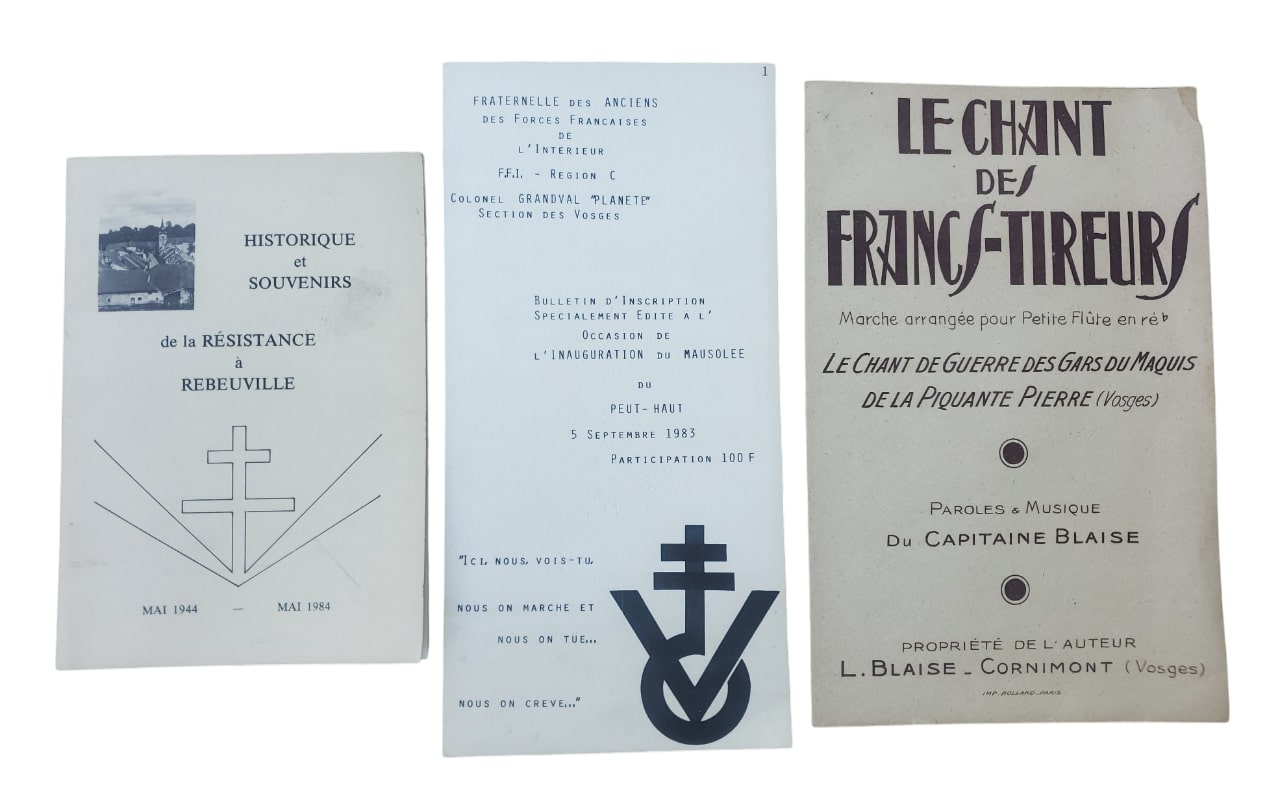 HISTORIQUE
et
SOUVENIRS
de la RÉSISTANCE
à
REBEUVILLE
MAI 1944 — MAI 1984
1
FRATERNELLE DES ANCIENS
DES FORCES FRANCAISES
DE
L'INTERIEUR
F.F.I. - REGION C
COLONEL GRANDVAL "PLANETE"
SECTION DES VOSGES
BULLETIN D'INSCRIPTION
SPECIALEMENT EDITE A L'
OCCASION DE
L'INAUGURATION DU MAUSOLEE
DU
PEUT-HAUT
5 SEPTEMBRE 1983
PARTICIPATION 100 F
"ICI, NOUS, VOIS-TU,
NOUS ON MARCHE ET
NOUS ON TUE...
NOUS ON CREVE..."
LE CHANT
DES
FRANCS-TIREURS
Marche arrangée pour Petite Flûte en ré♭
LE CHANT DE GUERRE DES GARS DU MAQUIS
DE LA PIQUANTE PIERRE (Vosges)
PAROLES & MUSIQUE
DU CAPITAINE BLAISE
PROPRIÉTÉ DE L'AUTEUR
L. BLAISE _ CORNIMONT (Vosges)
IMP. ROLLAND _ PARIS